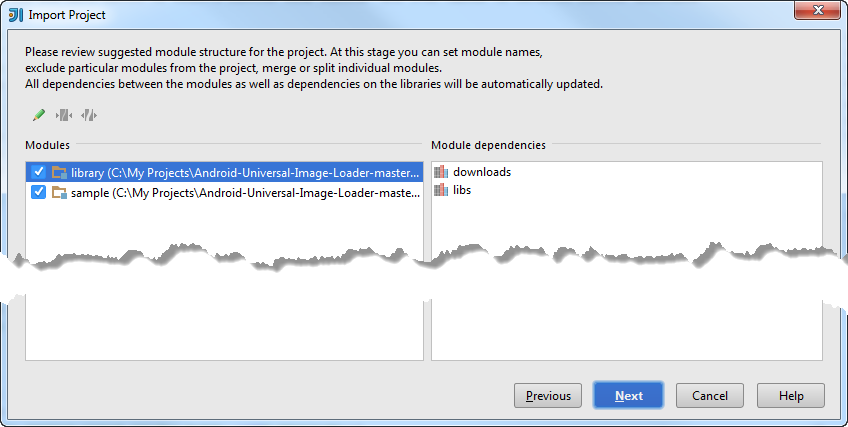 Import Project
Please review suggested module structure for the project. At this stage you can set module names,
exclude particular modules from the project, merge or split individual modules.
All dependencies between the modules as well as dependencies on the libraries will be automatically updated.
Modules
Module dependencies
library (C:\My Projects\Android-Universal-Image-Loader-master...
sample (C:\My Projects\Android-Universal-Image-Loader-maste...
downloads
libs
Previous
Next
Cancel
Help